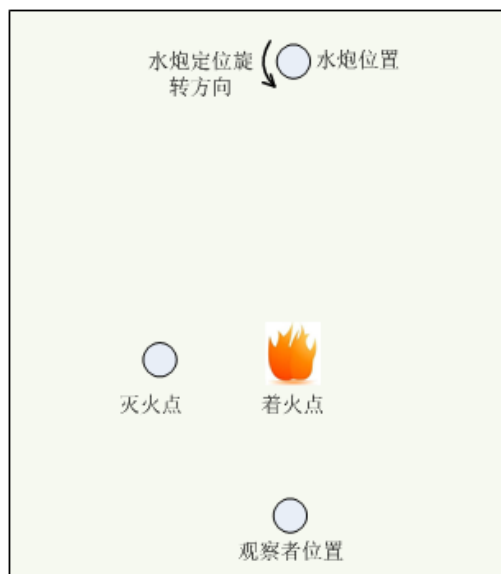 水炮定位旋
转方向
水炮位置
灭火点
着火点
观察者位置